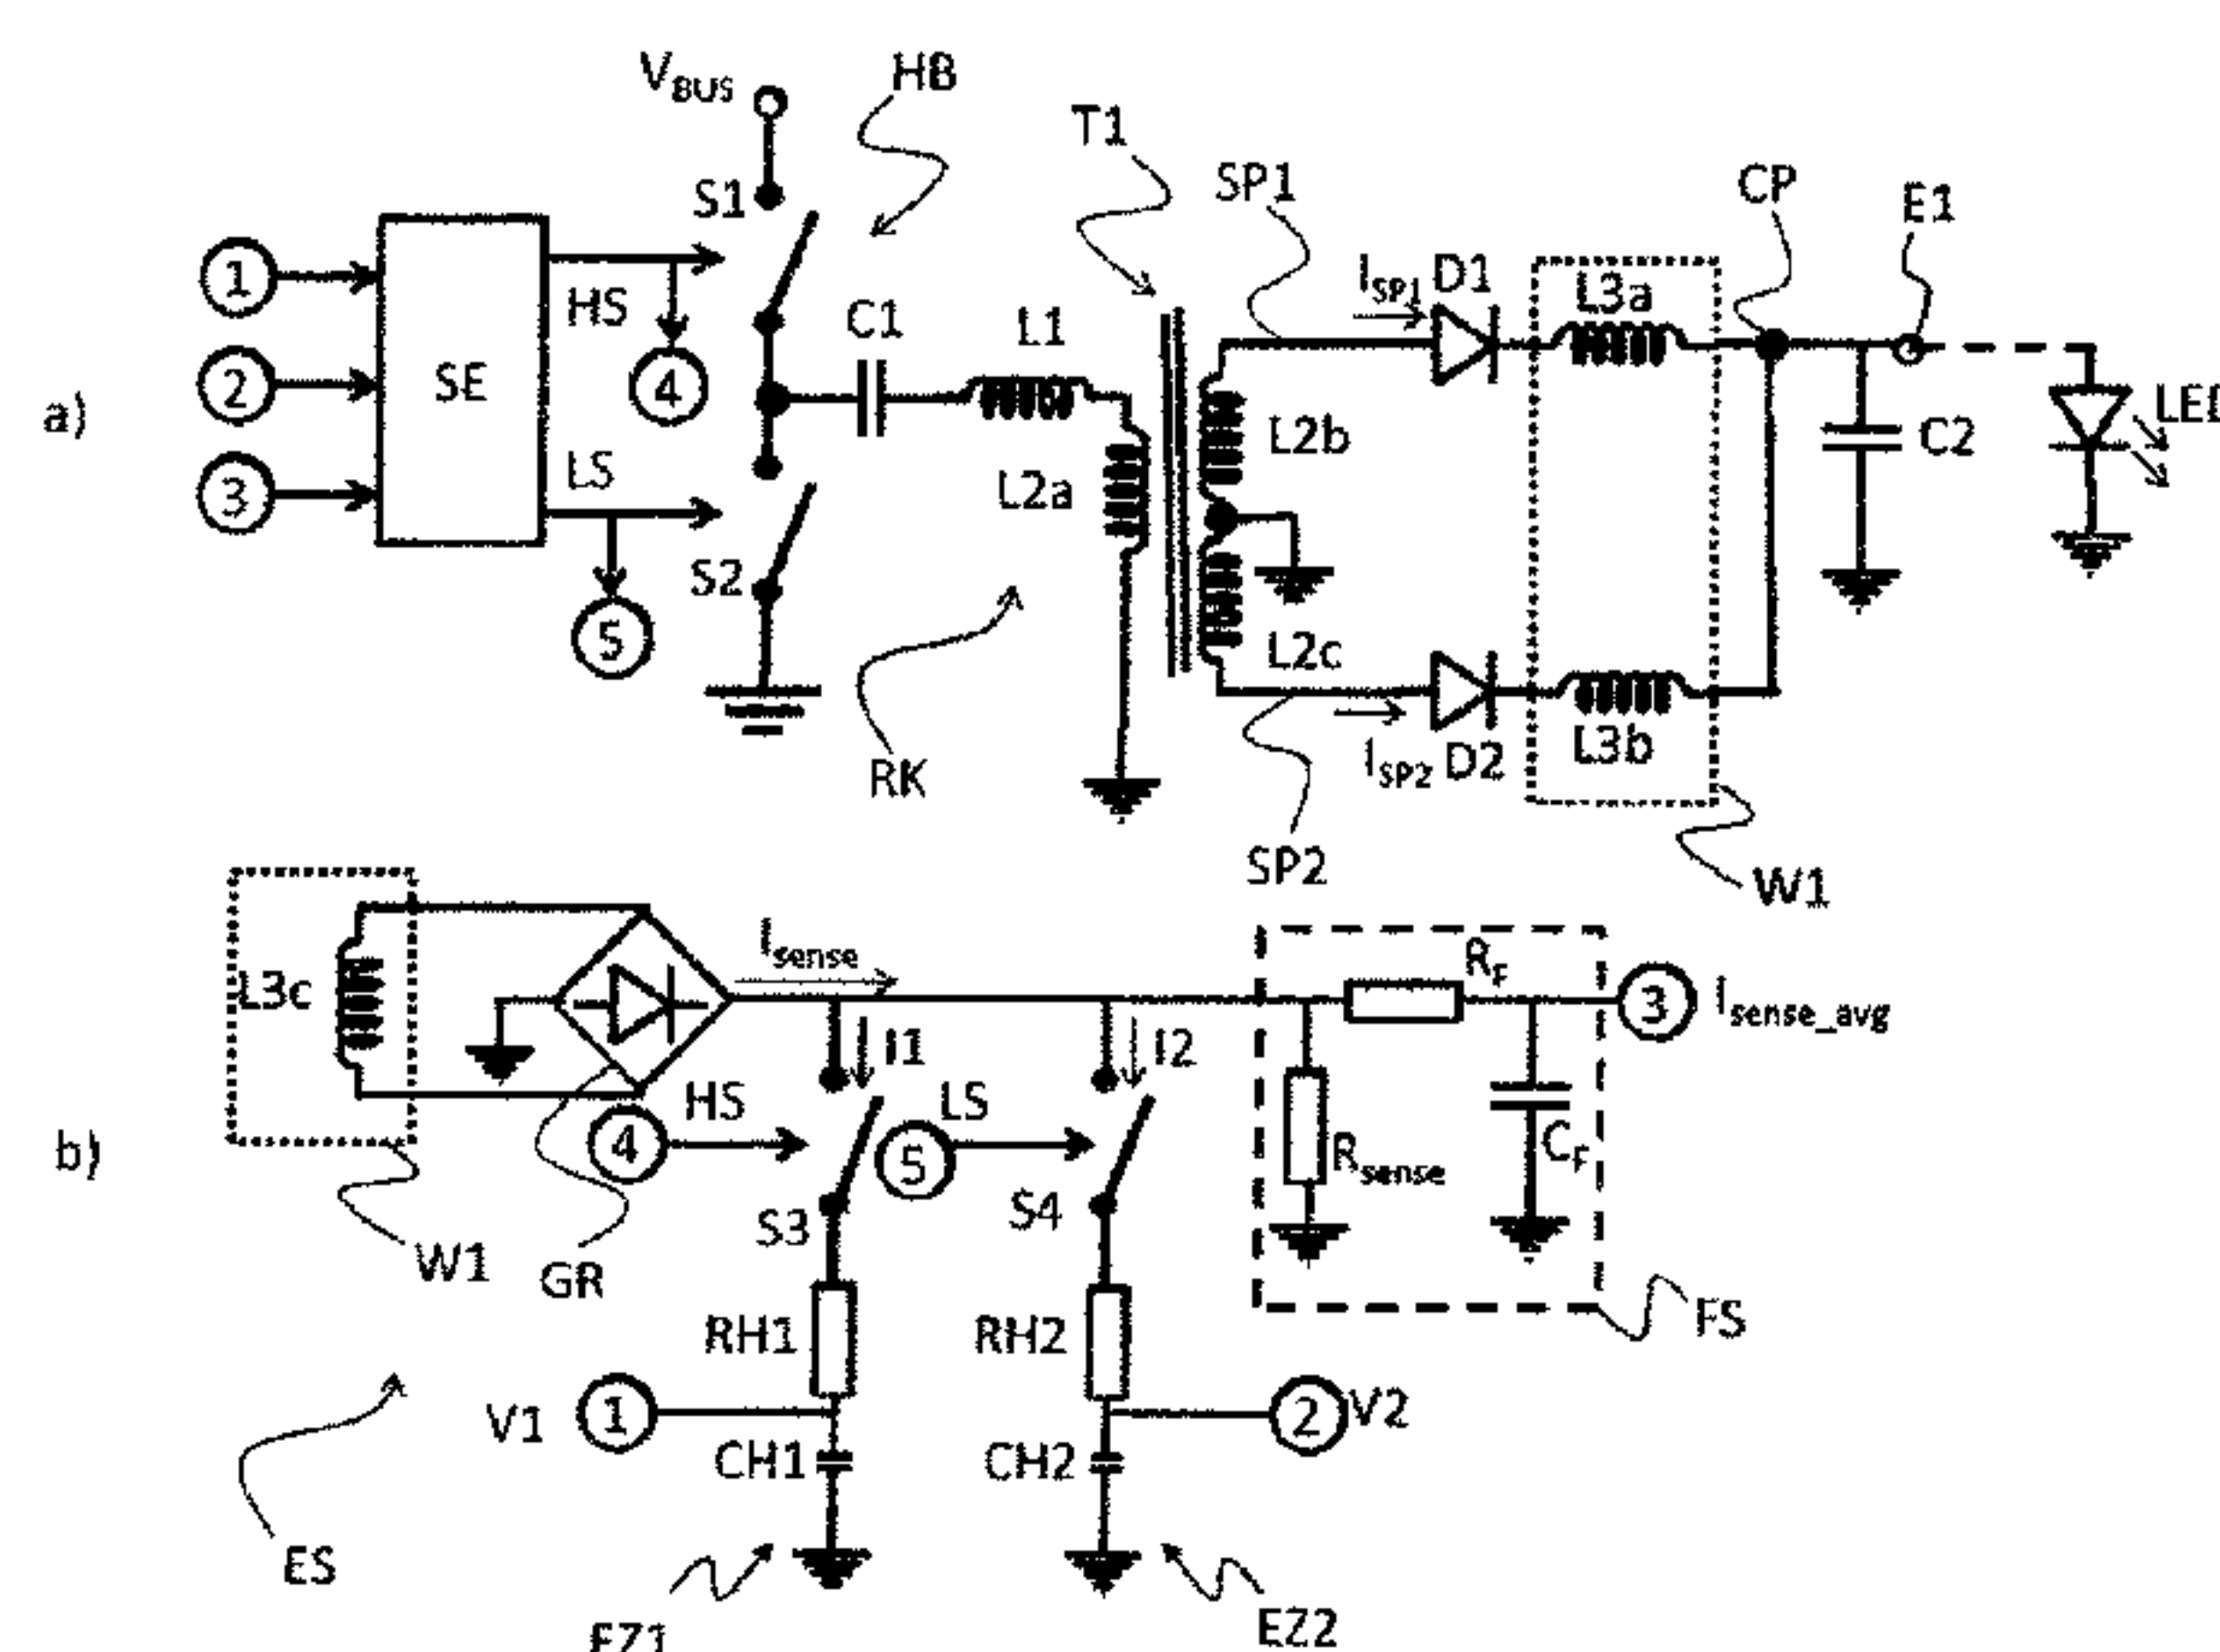 a)
V_BUS
HB
T1
SP1
CP
E1
S1
I_SP1
D1
L3a
1
HS
C1
L1
2
SE
4
L2b
C2
LED
3
LS
L2a
S2
5
L2c
I_SP2
D2
L3b
RK
SP2
W1
b)
L3c
I_sense
R_F
3
I_sense_avg
I1
I2
HS
LS
4
5
R_sense
C_F
S3
S4
W1
GR
FS
RH1
RH2
V1
1
2
V2
CH1
CH2
ES
EZ1
EZ2